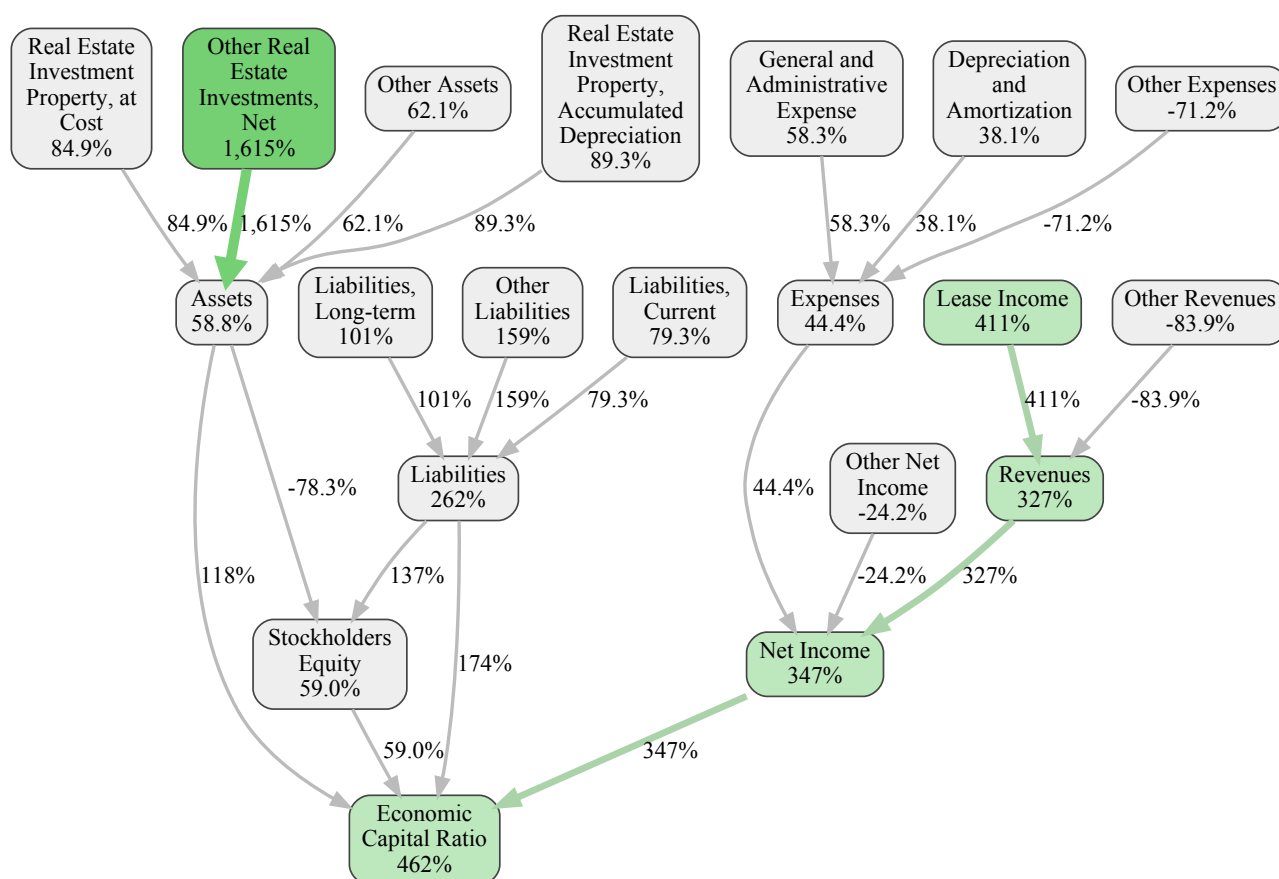 Real Estate
Investment
Property, at
Cost
84.9%
Other Real
Estate
Investments,
Net
1,615%
Other Assets
62.1%
Real Estate
Investment
Property,
Accumulated
Depreciation
89.3%
General and
Administrative
Expense
58.3%
Depreciation
and
Amortization
38.1%
Other Expenses
-71.2%
84.9%
1,615%
62.1%
89.3%
58.3%
38.1%
-71.2%
Assets
58.8%
Liabilities,
Long-term
101%
Other
Liabilities
159%
Liabilities,
Current
79.3%
Expenses
44.4%
Lease Income
411%
Other Revenues
-83.9%
101%
159%
79.3%
411%
-83.9%
-78.3%
Liabilities
262%
44.4%
Other Net
Income
-24.2%
Revenues
327%
118%
137%
-24.2%
327%
Stockholders
Equity
59.0%
174%
Net Income
347%
59.0%
347%
Economic
Capital Ratio
462%